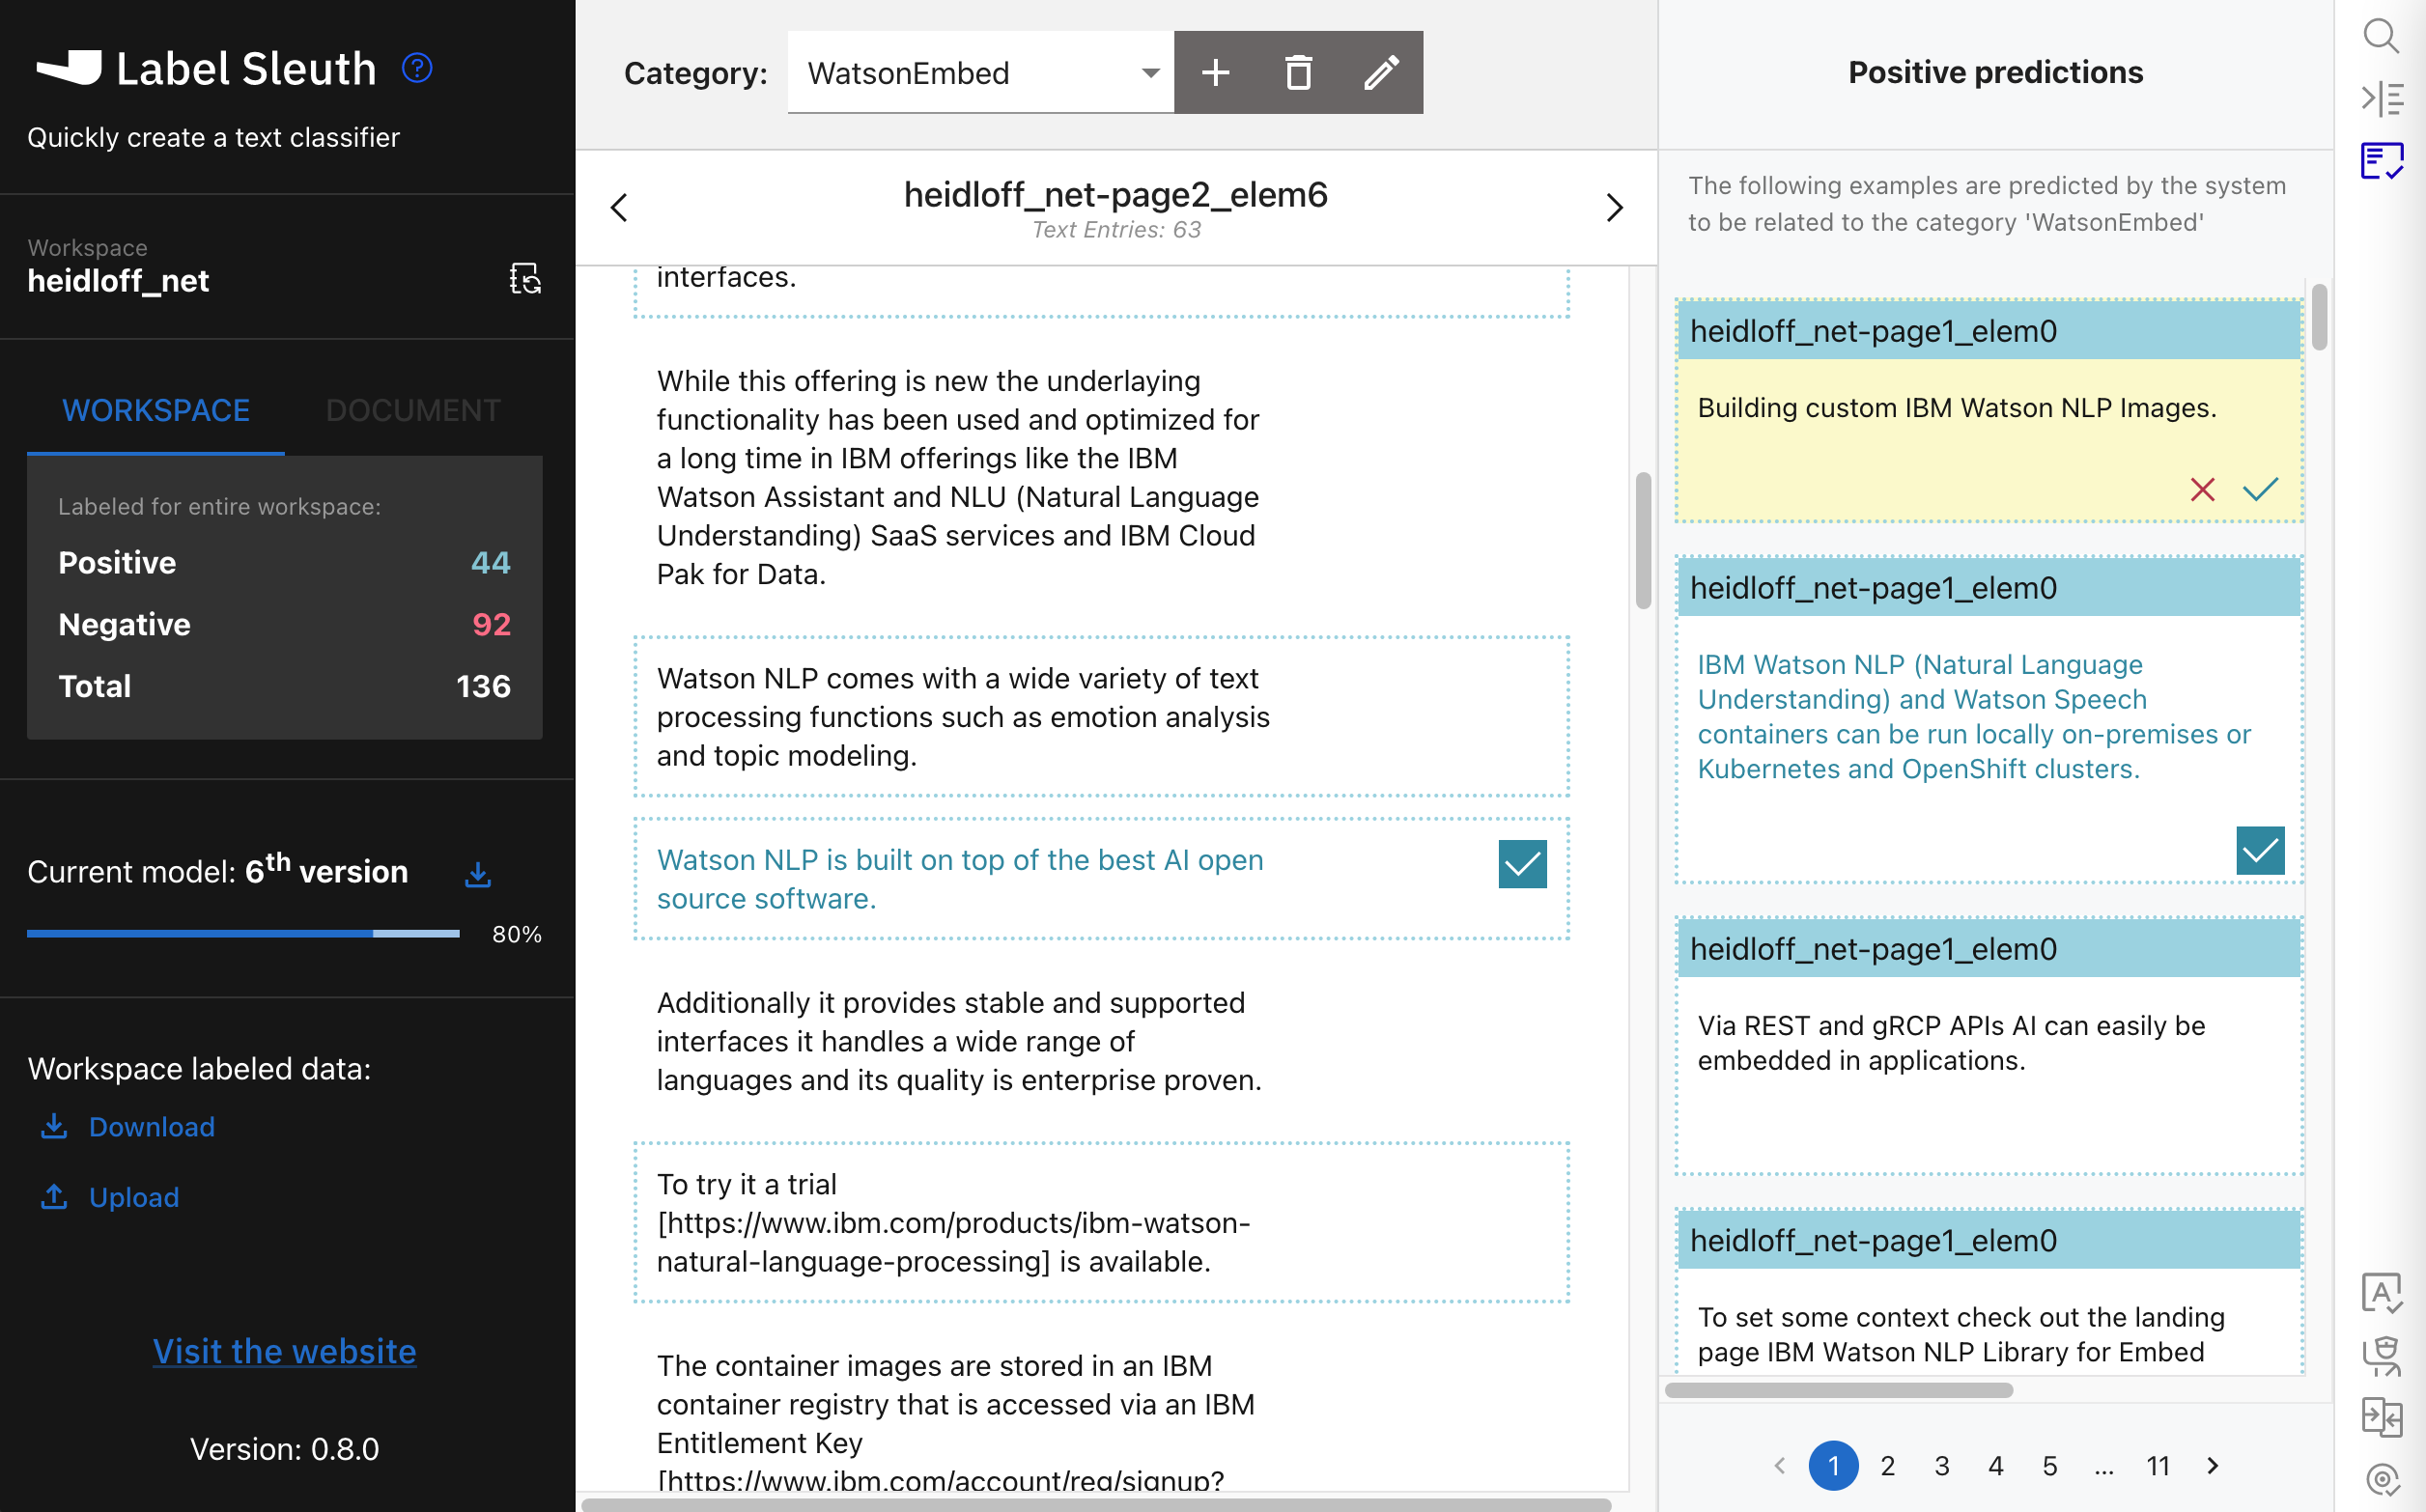 Label Sleuth ?
Quickly create a text classifier
Workspace
heidloff_net
WORKSPACE DOCUMENT
Labeled for entire workspace:
Positive 44
Negative 92
Total 136
Current model: 6th version
80%
Workspace labeled data:
Download
Upload
Visit the website
Version: 0.8.0
Category: WatsonEmbed
heidloff_net-page2_elem6
Text Entries: 63
interfaces.
While this offering is new the underlaying
functionality has been used and optimized for
a long time in IBM offerings like the IBM
Watson Assistant and NLU (Natural Language
Understanding) SaaS services and IBM Cloud
Pak for Data.
Watson NLP comes with a wide variety of text
processing functions such as emotion analysis
and topic modeling.
Watson NLP is built on top of the best AI open
source software.
Additionally it provides stable and supported
interfaces it handles a wide range of
languages and its quality is enterprise proven.
To try it a trial
[https://www.ibm.com/products/ibm-watson-
natural-language-processing] is available.
The container images are stored in an IBM
container registry that is accessed via an IBM
Entitlement Key
[https://www.ibm.com/account/reg/signup?
Positive predictions
The following examples are predicted by the system
to be related to the category 'WatsonEmbed'
heidloff_net-page1_elem0
Building custom IBM Watson NLP Images.
heidloff_net-page1_elem0
IBM Watson NLP (Natural Language
Understanding) and Watson Speech
containers can be run locally on-premises or
Kubernetes and OpenShift clusters.
heidloff_net-page1_elem0
Via REST and gRCP APIs AI can easily be
embedded in applications.
heidloff_net-page1_elem0
To set some context check out the landing
page IBM Watson NLP Library for Embed
1 2 3 4 5 ... 11